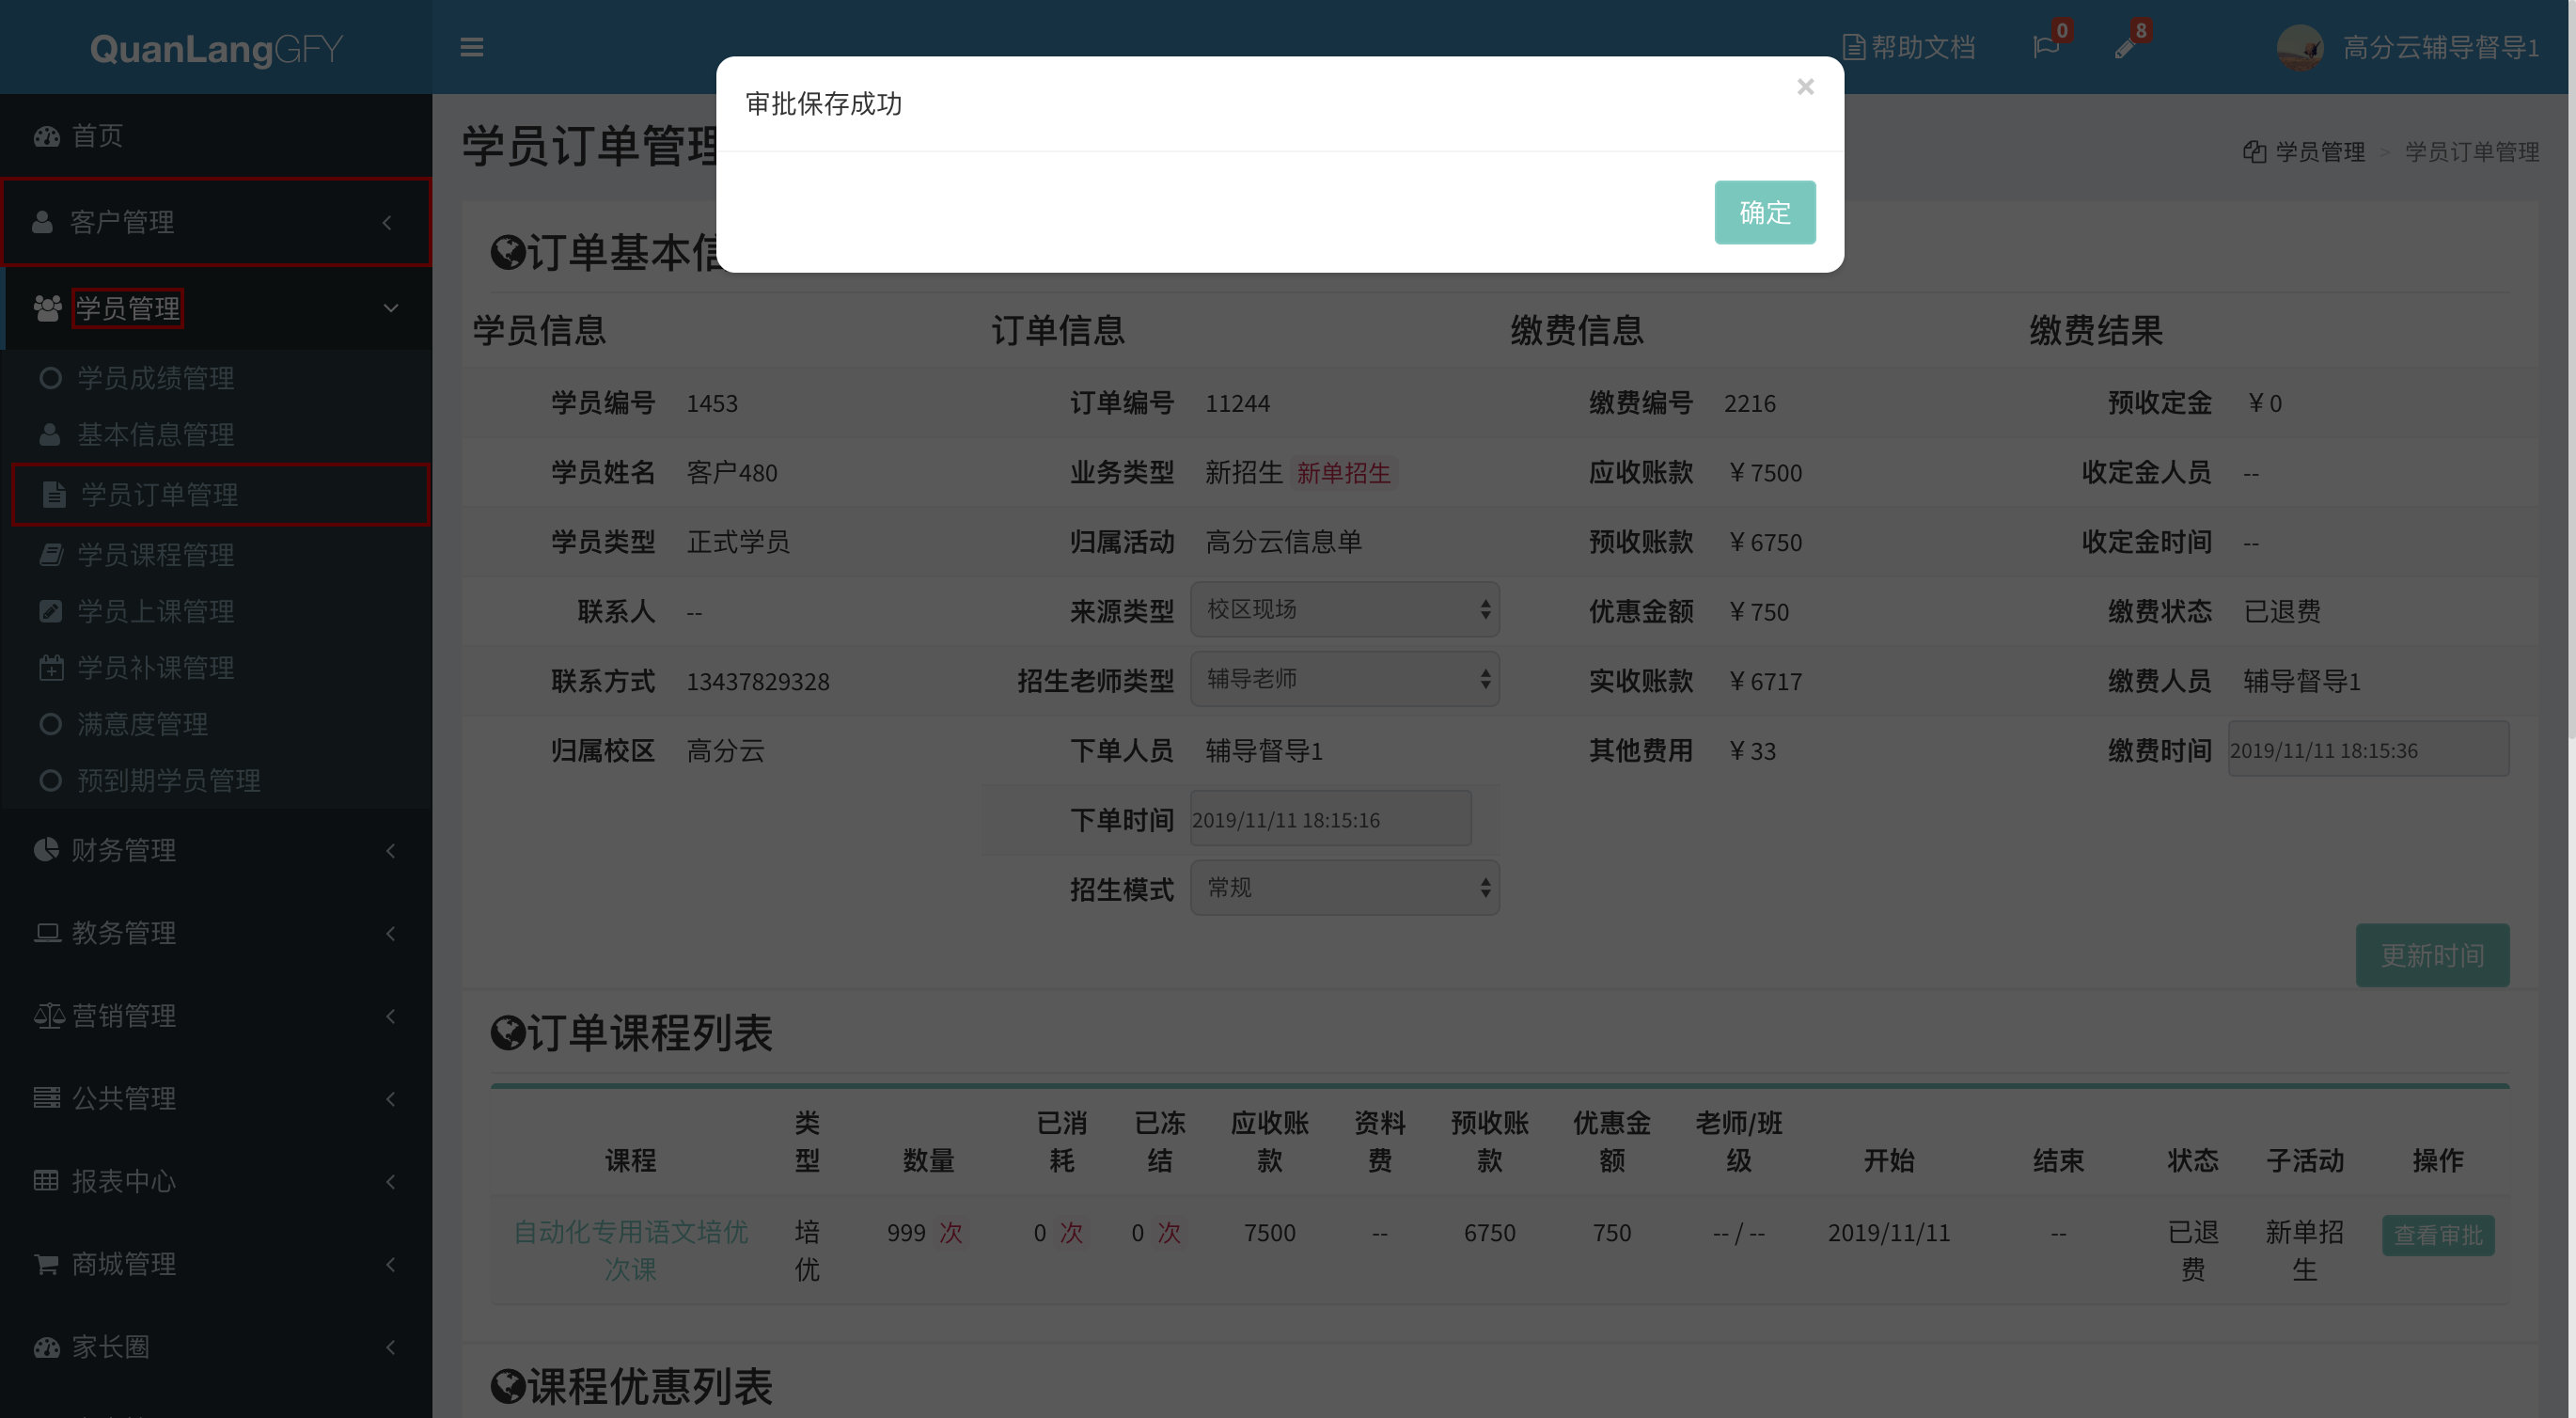 QuanLangGFY
帮助文档
0
8
高分云辅导督导1
审批保存成功
×
确定
首页
客户管理
学员管理
学员成绩管理
基本信息管理
学员订单管理
学员课程管理
学员上课管理
学员补课管理
满意度管理
预到期学员管理
财务管理
教务管理
营销管理
公共管理
报表中心
商城管理
家长圈
学员订单管理
学员管理 > 学员订单管理
订单基本信
学员信息 订单信息 缴费信息 缴费结果
学员编号 1453 订单编号 11244 缴费编号 2216 预收定金 ￥0
学员姓名 客户480 业务类型 新招生 新单招生 应收账款 ￥7500 收定金人员 --
学员类型 正式学员 归属活动 高分云信息单 预收账款 ￥6750 收定金时间 --
联系人 -- 来源类型 校区现场 优惠金额 ￥750 缴费状态 已退费
联系方式 13437829328 招生老师类型 辅导老师 实收账款 ￥6717 缴费人员 辅导督导1
归属校区 高分云 下单人员 辅导督导1 其他费用 ￥33 缴费时间 2019/11/11 18:15:36
下单时间 2019/11/11 18:15:16
招生模式 常规
更新时间
订单课程列表
课程 类型 数量 已消耗 已冻结 应收账款 资料费 预收账款 优惠金额 老师/班级 开始 结束 状态 子活动 操作
自动化专用语文培优次课 培优 999 次 0 次 0 次 7500 -- 6750 750 -- / -- 2019/11/11 -- 已退费 新单招生 查看审批
课程优惠列表